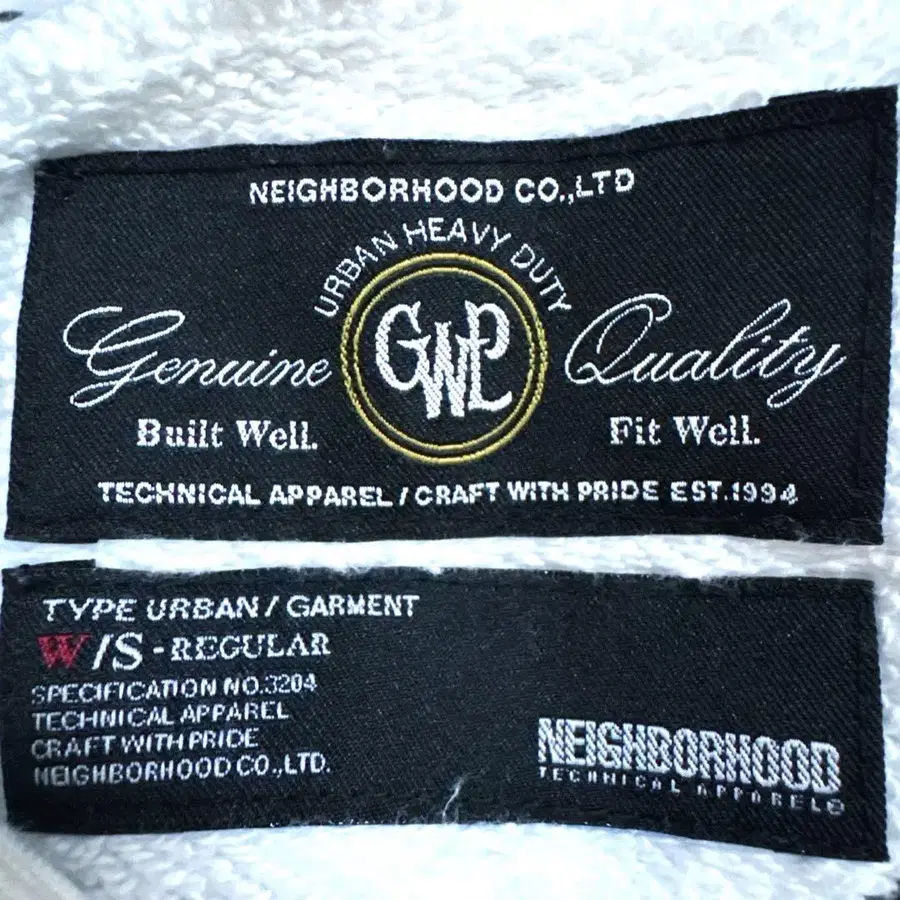 NEIGHBORHOOD CO.,LTD
URBAN HEAVY DUTY
Genuine GWP Quality
Built Well. Fit Well.
TECHNICAL APPAREL / CRAFT WITH PRIDE EST.1994
TYPE URBAN / GARMENT
W/S - REGULAR
SPECIFICATION NO.3204
TECHNICAL APPAREL
CRAFT WITH PRIDE
NEIGHBORHOOD CO.,LTD.
NEIGHBORHOOD
TECHNICAL APPAREL®